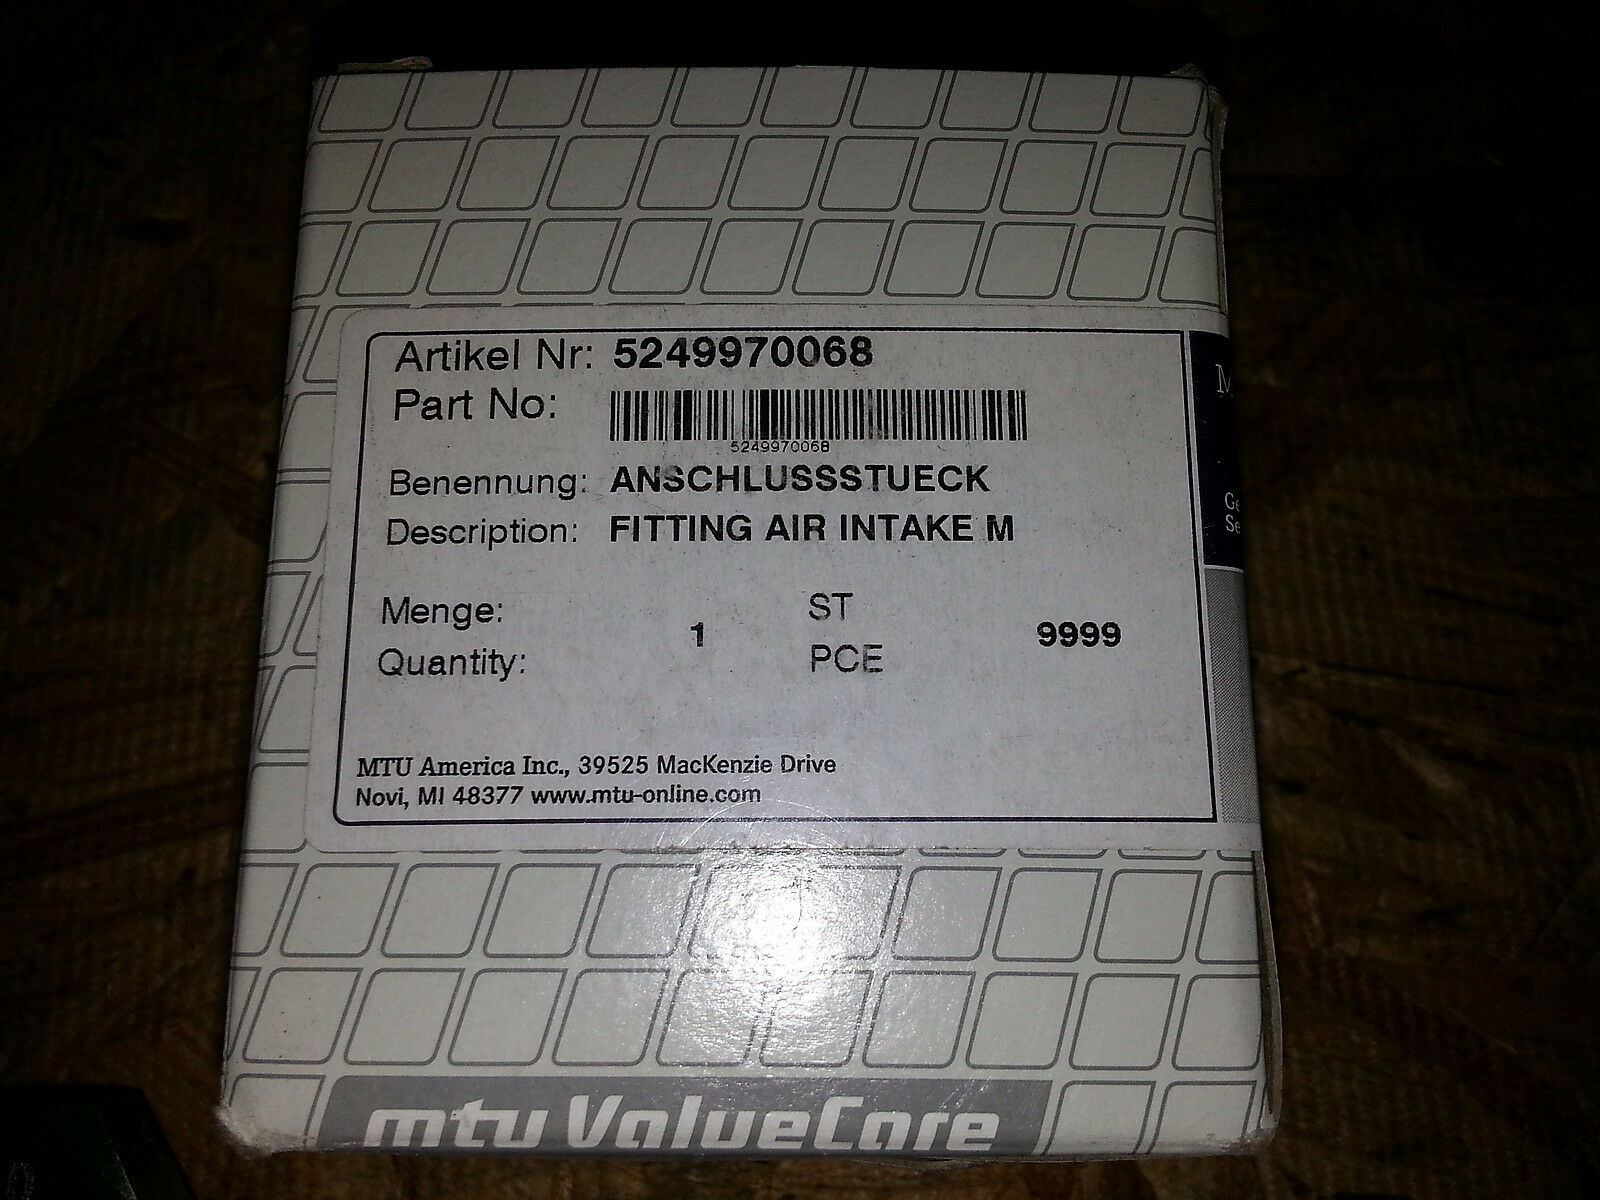 Artikel Nr: 5249970068
Part No:
5249970068
Benennung: ANSCHLUSSSTUECK
Description: FITTING AIR INTAKE M
Menge: ST
1 9999
Quantity: PCE
MTU America Inc., 39525 MacKenzie Drive
Novi, MI 48377 www.mtu-online.com
mtu ValueCare